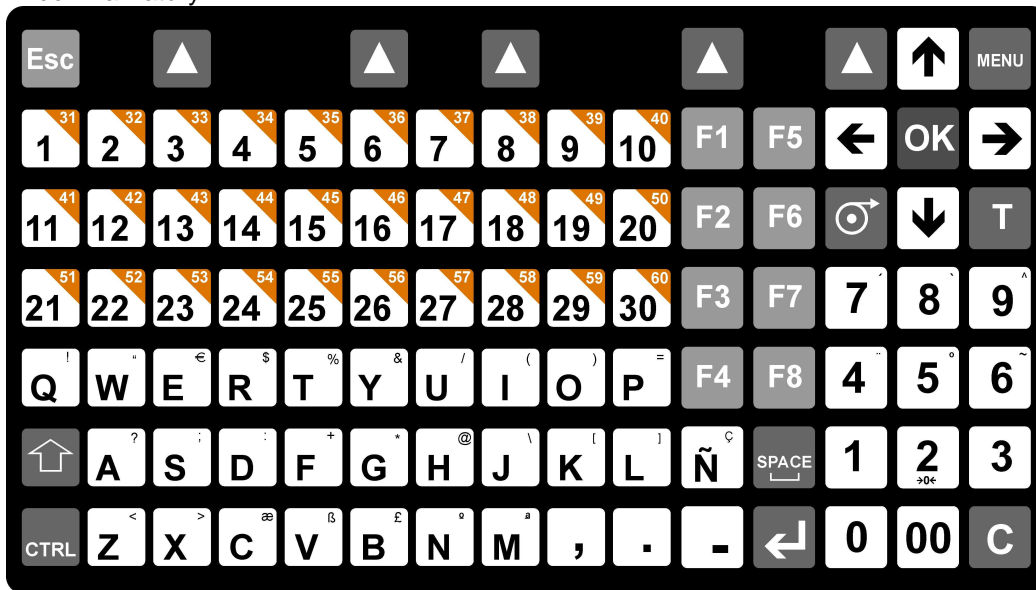 Esc MENU
31 32 33 34 35 36 37 38 39 40
1 2 3 4 5 6 7 8 9 10 F1 F5 OK
41 42 43 44 45 46 47 48 49 50
11 12 13 14 15 16 17 18 19 20 F2 F6 T
51 52 53 54 55 56 57 58 59 60 ´ ` ^
21 22 23 24 25 26 27 28 29 30 F3 F7 7 8 9
! " € $ % & / ( ) = ¨ º ~
Q W E R T Y U I O P F4 F8 4 5 6
? ; : + * @ \ [ ] Ç
A S D F G H J K L Ñ SPACE 1 2 3
→0←
< > æ ß £ º ª
CTRL Z X C V B N M , . - 0 00 C